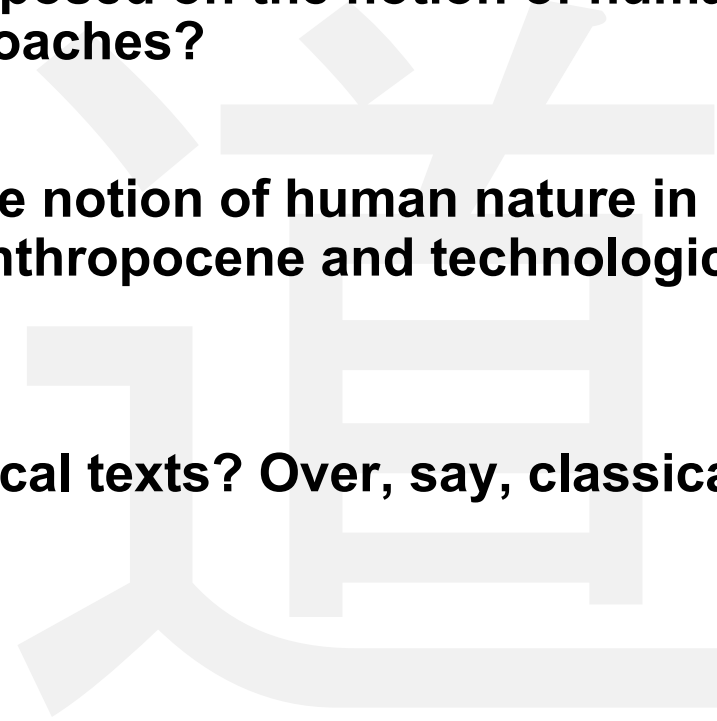 posed on the notion of huma
oaches?
e notion of human nature in
nthropocene and technologic
cal texts? Over, say, classica
道